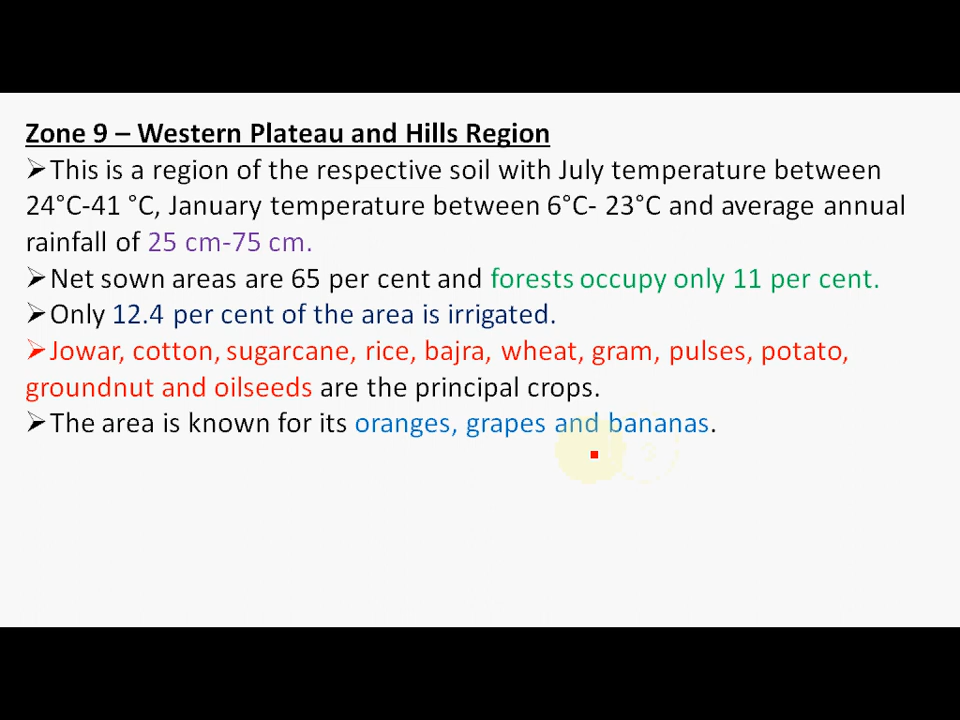 Zone 9 – Western Plateau and Hills Region
➢This is a region of the respective soil with July temperature between
24°C-41 °C, January temperature between 6°C- 23°C and average annual
rainfall of 25 cm-75 cm.
➢Net sown areas are 65 per cent and forests occupy only 11 per cent.
➢Only 12.4 per cent of the area is irrigated.
➢Jowar, cotton, sugarcane, rice, bajra, wheat, gram, pulses, potato,
groundnut and oilseeds are the principal crops.
➢The area is known for its oranges, grapes and bananas.